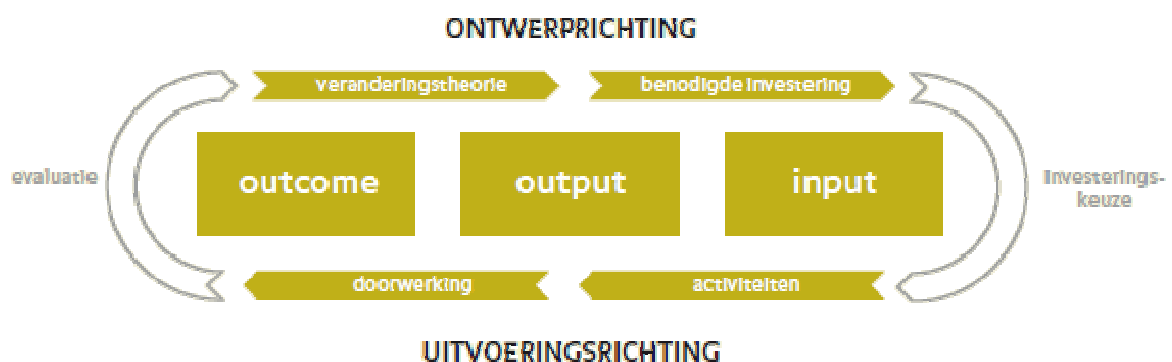 ONTWERPRICHTING
veranderingstheorie
benodigde investering
evaluatie
outcome
output
input
investerings-
keuze
doorwerking
activiteiten
UITVOERINGSRICHTING